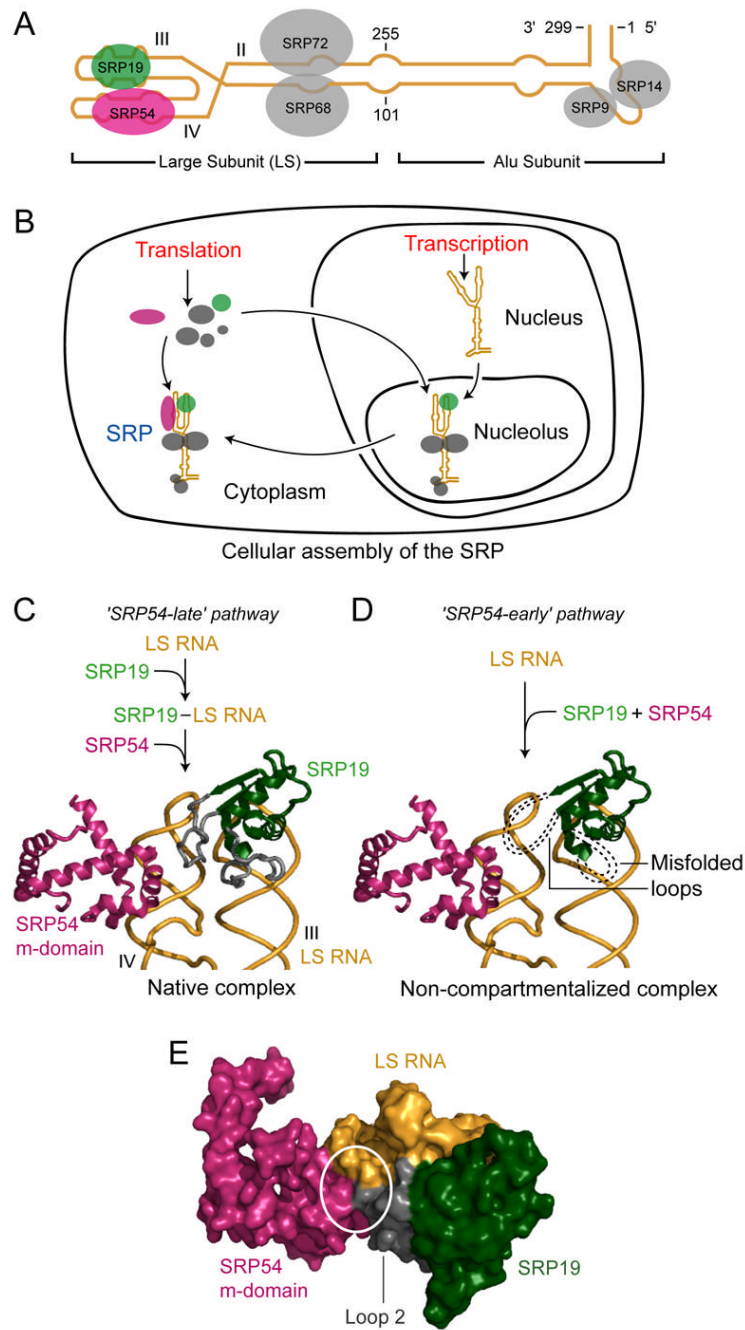 A
III
II
SRP72
255
3' 299 1 5'
SRP19
SRP14
SRP54
SRP68
SRP9
IV
101
Large Subunit (LS)
Alu Subunit
B
Translation
Transcription
Nucleus
SRP
Nucleolus
Cytoplasm
Cellular assembly of the SRP
C
'SRP54-late' pathway
LS RNA
SRP19
SRP19–LS RNA
SRP54
SRP19
SRP54
m-domain
III
IV
LS RNA
Native complex
D
'SRP54-early' pathway
LS RNA
SRP19 + SRP54
Misfolded
loops
Non-compartmentalized complex
E
LS RNA
SRP54
m-domain
SRP19
Loop 2